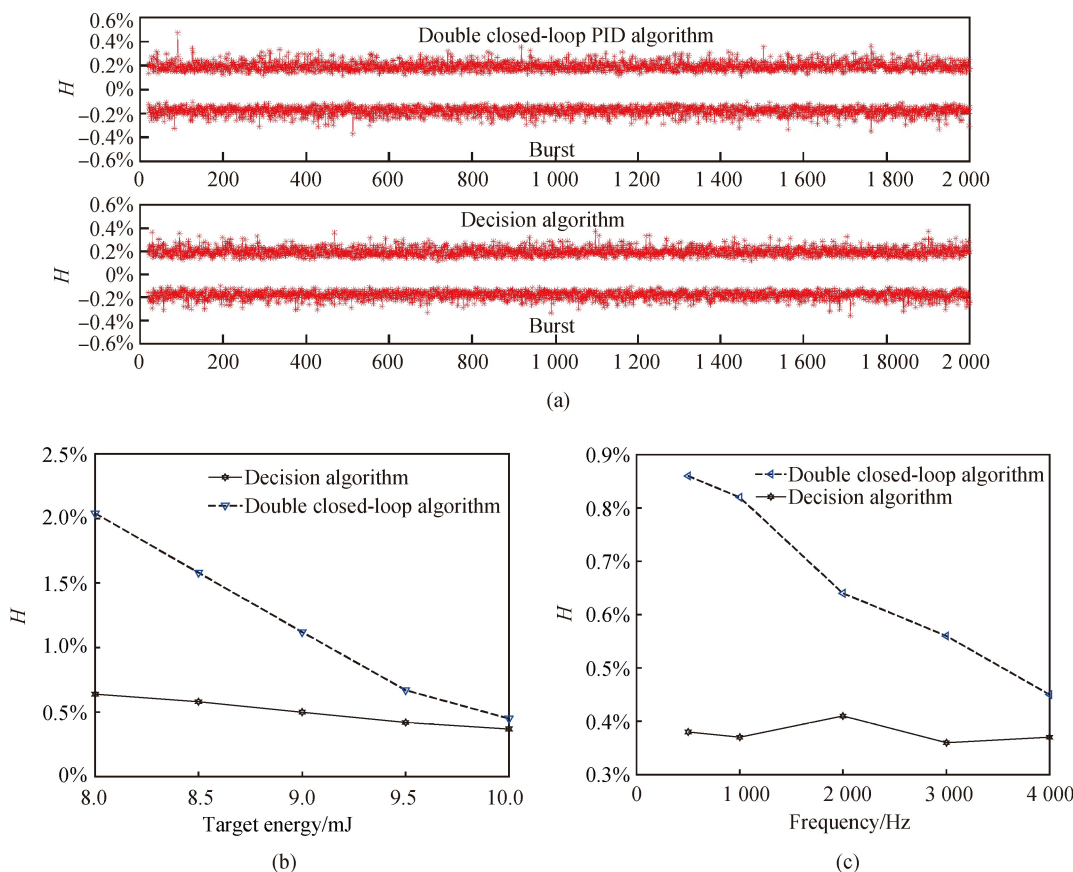 0.6%
Double closed-loop PID algorithm
0.4%
0.2%
H
0%
−0.2%
−0.4%
Burst
−0.6%
0 200 400 600 800 1 000 1 200 1 400 1 600 1 800 2 000
0.6%
Decision algorithm
0.4%
0.2%
H
0%
−0.2%
−0.4%
Burst
−0.6%
0 200 400 600 800 1 000 1 200 1 400 1 600 1 800 2 000
(a)
2.5%
Decision algorithm
Double closed-loop algorithm
2.0%
1.5%
H
1.0%
0.5%
0%
8.0 8.5 9.0 9.5 10.0
Target energy/mJ
(b)
0.9%
Double closed-loop algorithm
Decision algorithm
0.8%
0.7%
H
0.6%
0.5%
0.4%
0.3%
0 1 000 2 000 3 000 4 000
Frequency/Hz
(c)